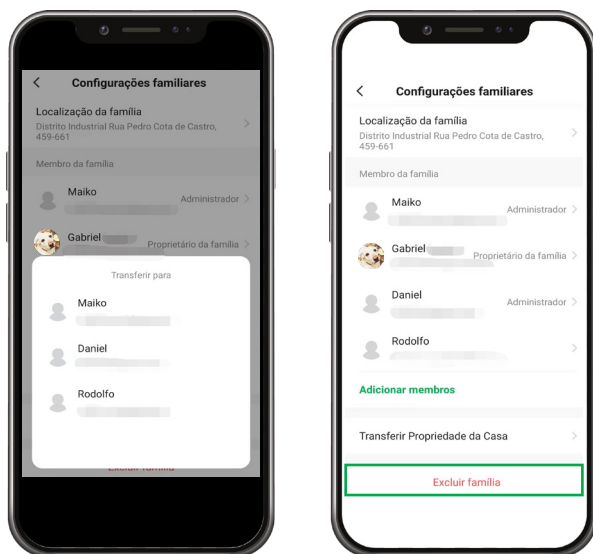 Configurações familiares
Localização da família
Distrito Industrial Rua Pedro Cota de Castro,
459-661
Membro da família
Maiko
Administrador
Gabriel
Proprietário da família
Transferir para
Maiko
Daniel
Rodolfo
Excluir família
Configurações familiares
Localização da família
Distrito Industrial Rua Pedro Cota de Castro,
459-661
Membro da família
Maiko
Administrador
Gabriel
Proprietário da família
Daniel
Administrador
Rodolfo
Adicionar membros
Transferir Propriedade da Casa
Excluir família